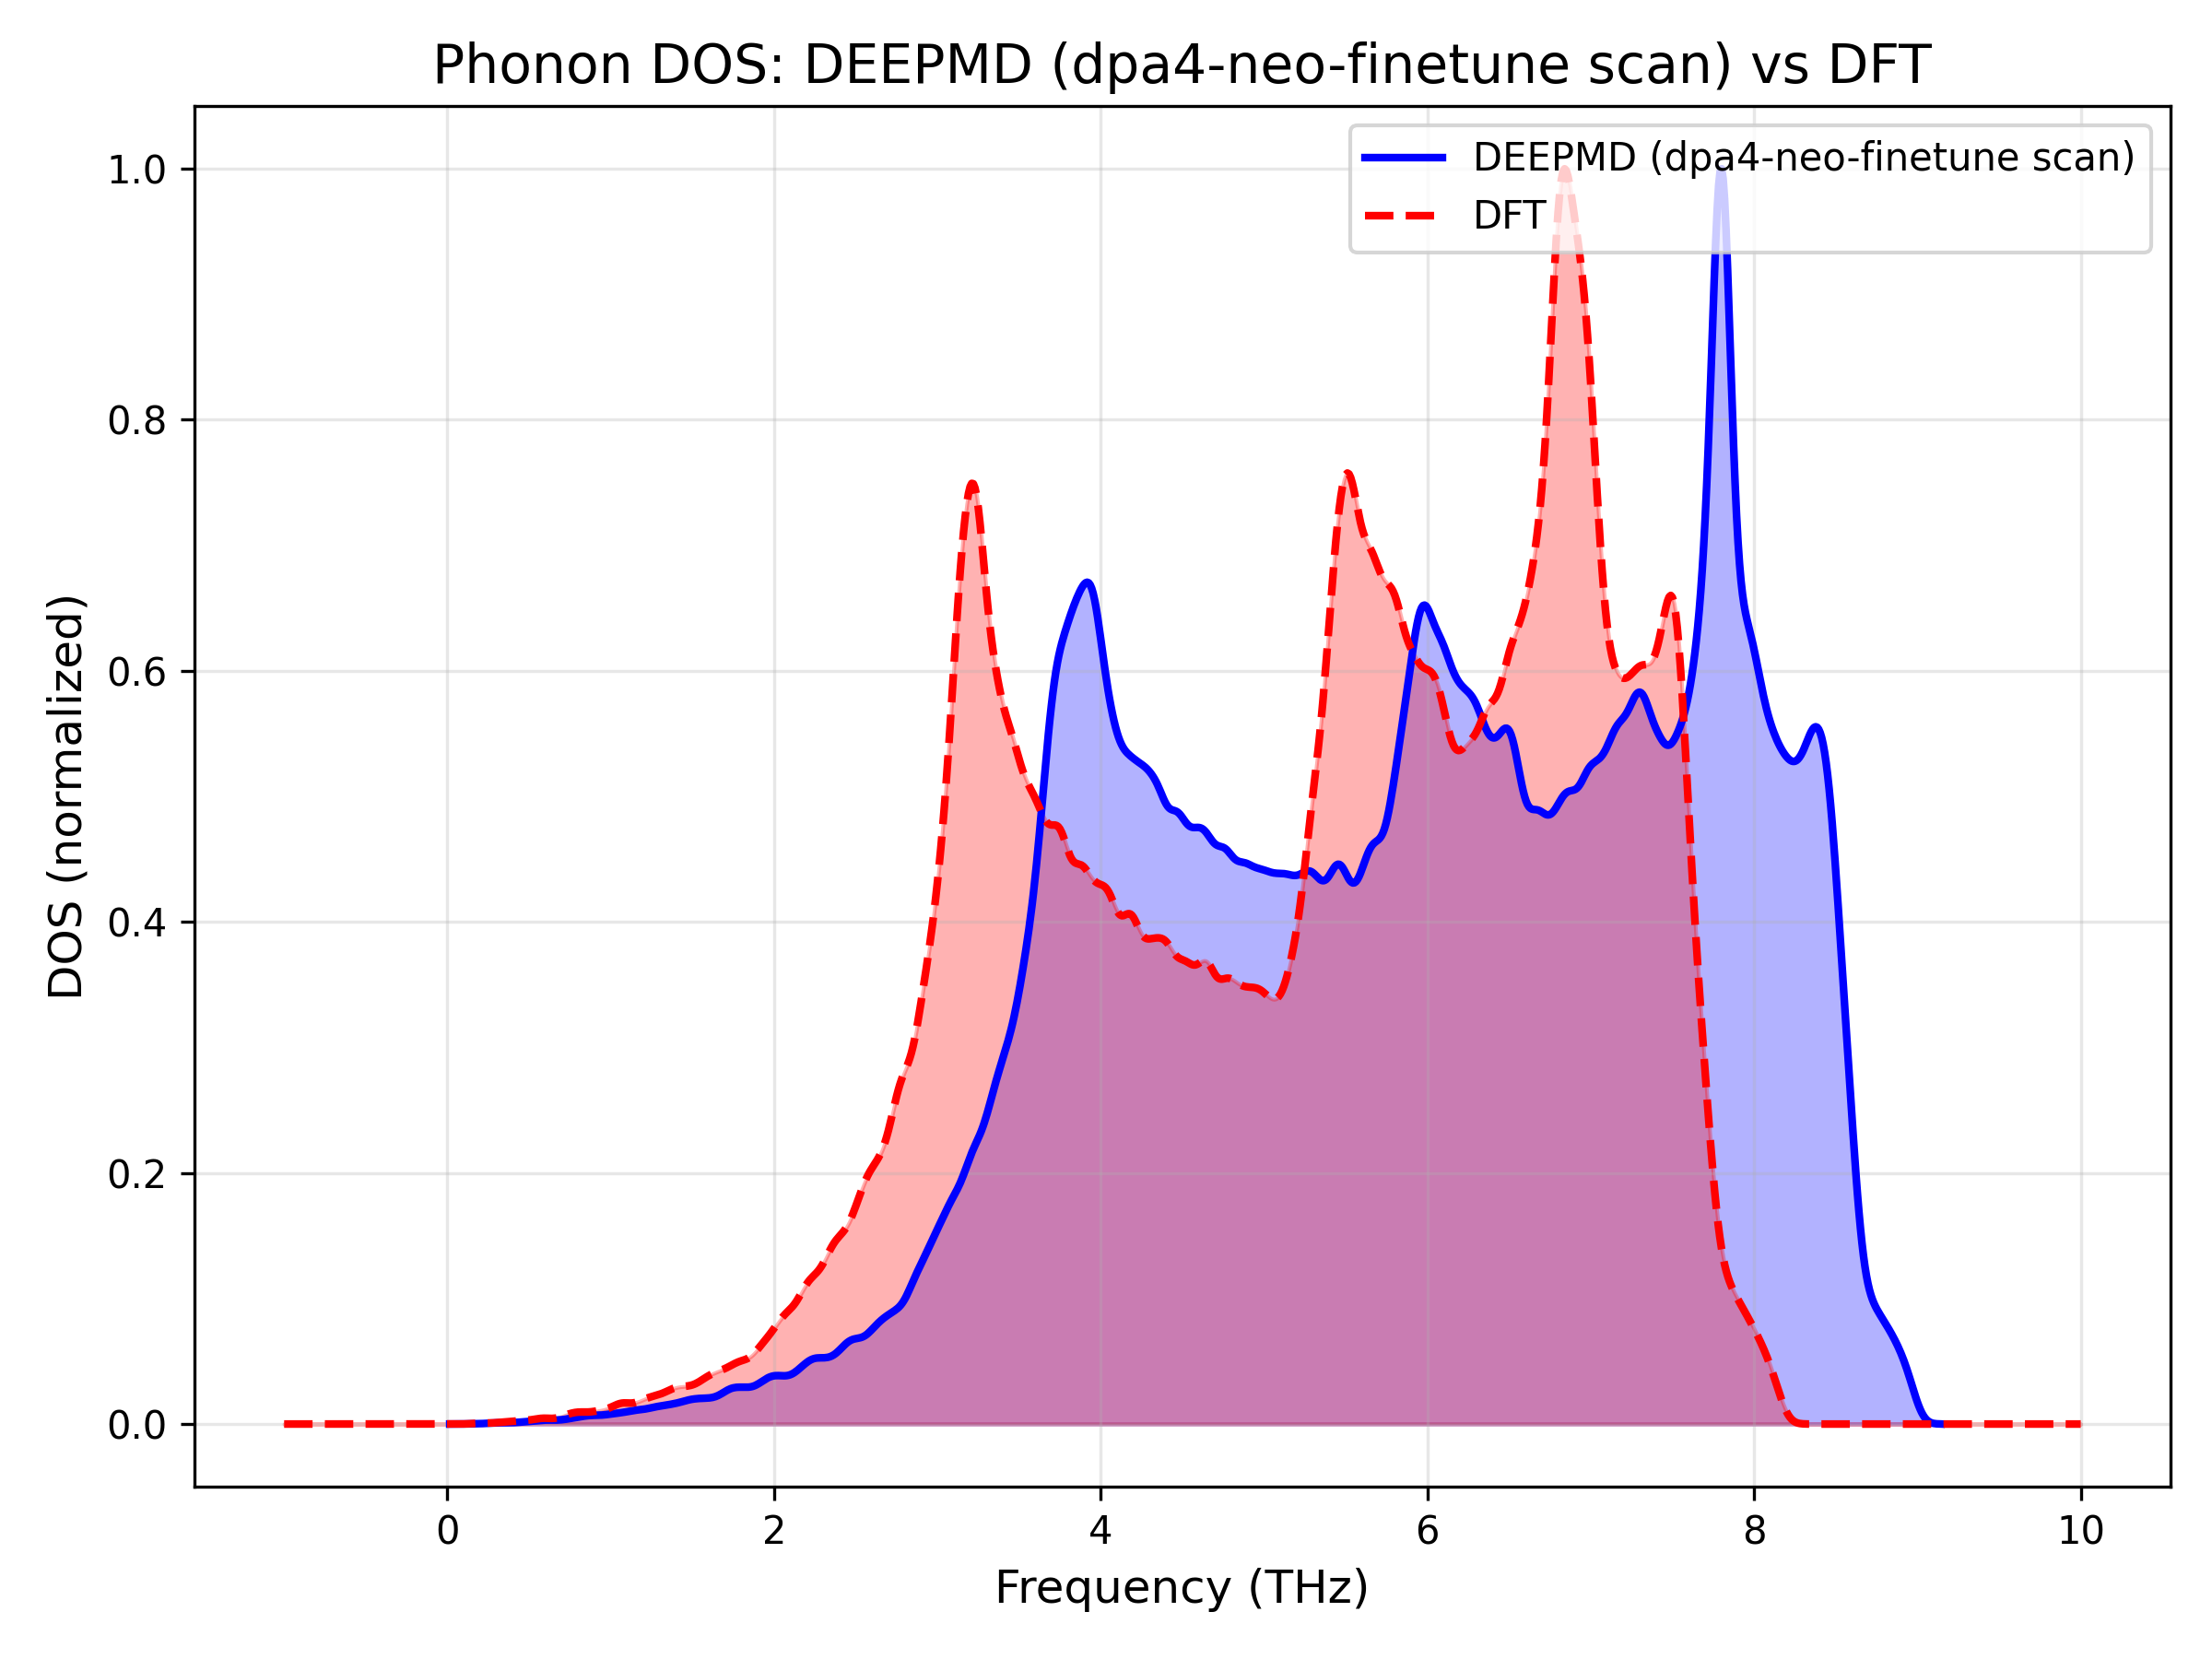 Phonon DOS: DEEPMD (dpa4-neo-finetune scan) vs DFT
DEEPMD (dpa4-neo-finetune scan)
DFT
DOS (normalized)
1.0
0.8
0.6
0.4
0.2
0.0
0 2 4 6 8 10
Frequency (THz)